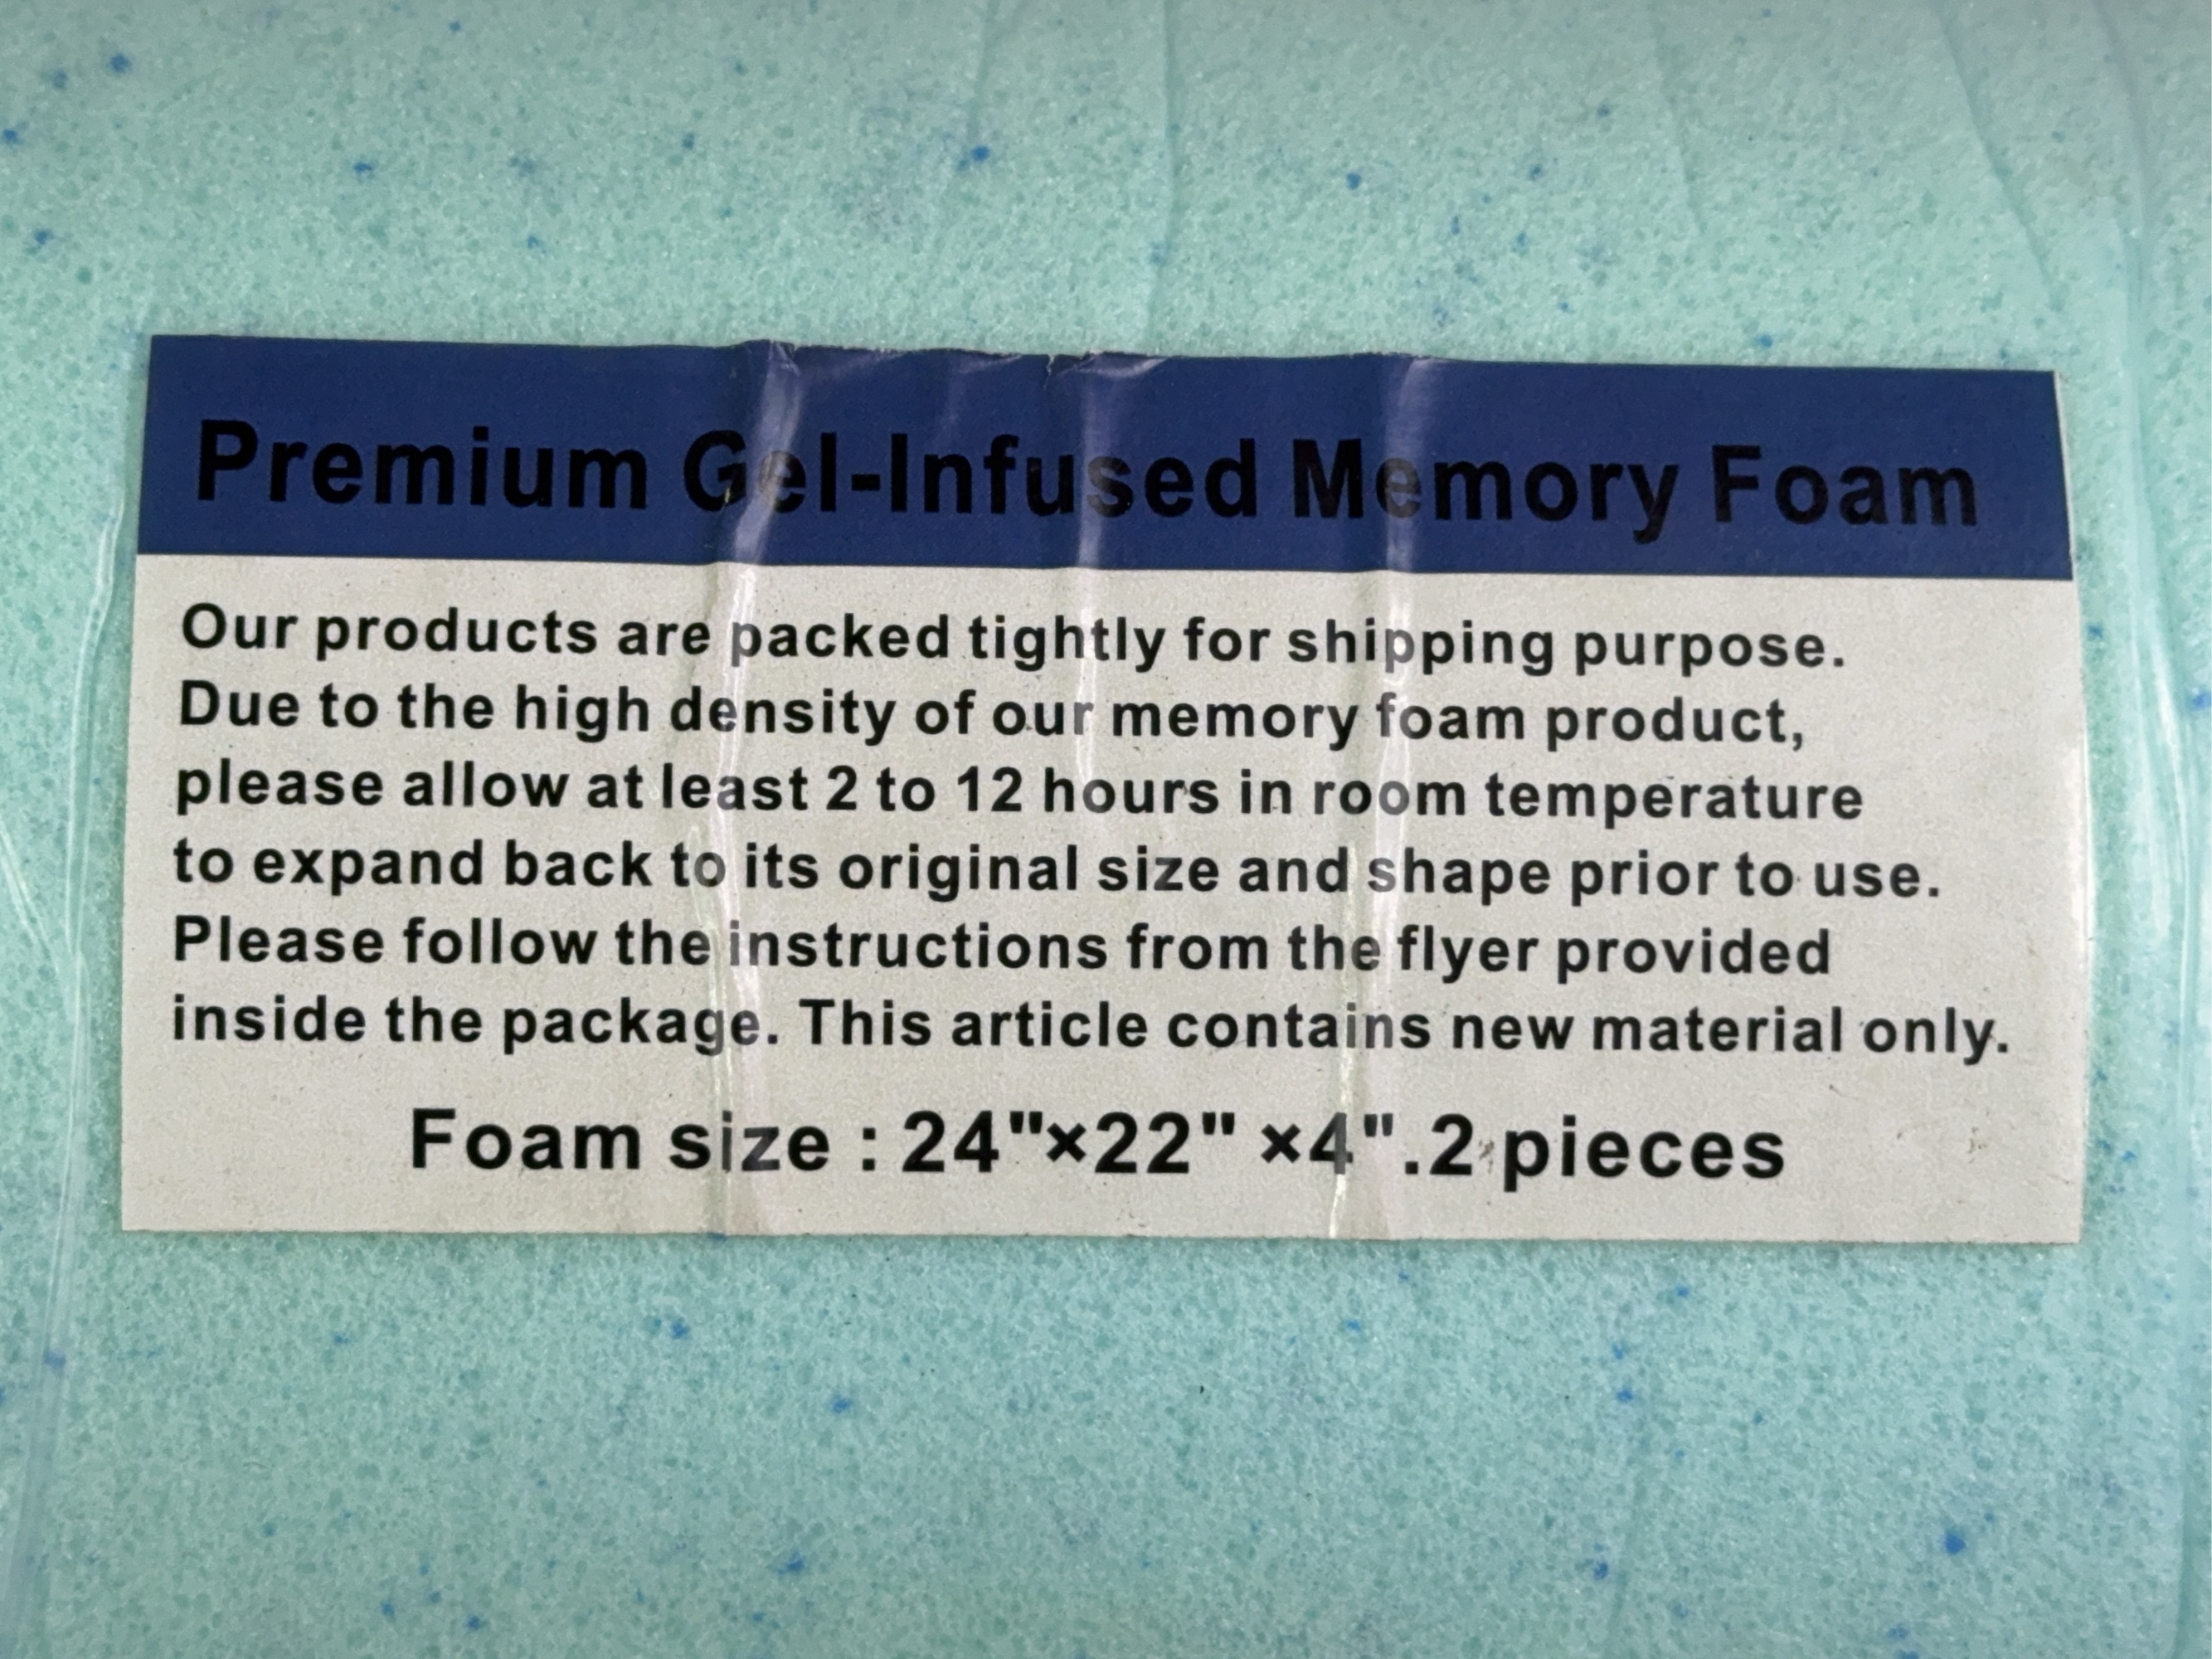 Premium Gel-Infused Memory Foam
Our products are packed tightly for shipping purpose.
Due to the high density of our memory foam product,
please allow at least 2 to 12 hours in room temperature
to expand back to its original size and shape prior to use.
Please follow the instructions from the flyer provided
inside the package. This article contains new material only.
Foam size : 24"×22" ×4".2 pieces